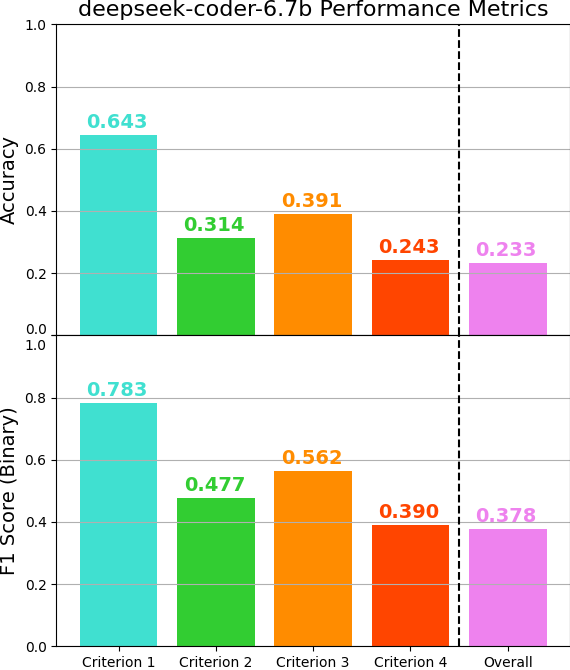 deepseek-coder-6.7b Performance Metrics
1.0
0.8
0.6
0.4
0.2
0.0
Accuracy
0.643
0.314
0.391
0.243
0.233
1.0
0.8
0.6
0.4
0.2
0.0
F1 Score (Binary)
0.783
0.477
0.562
0.390
0.378
Criterion 1
Criterion 2
Criterion 3
Criterion 4
Overall